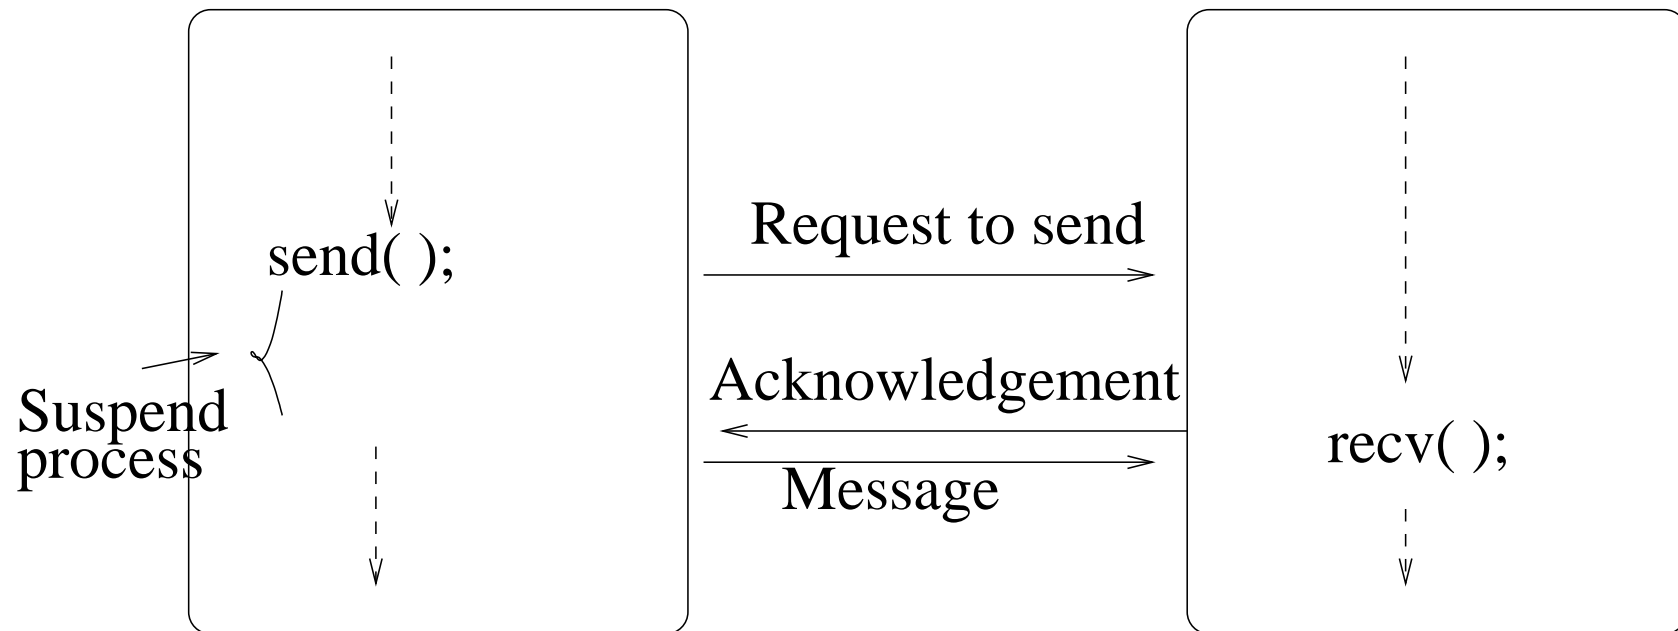 Request to send
send( );
Acknowledgement
Suspend
process
recv( );
Message